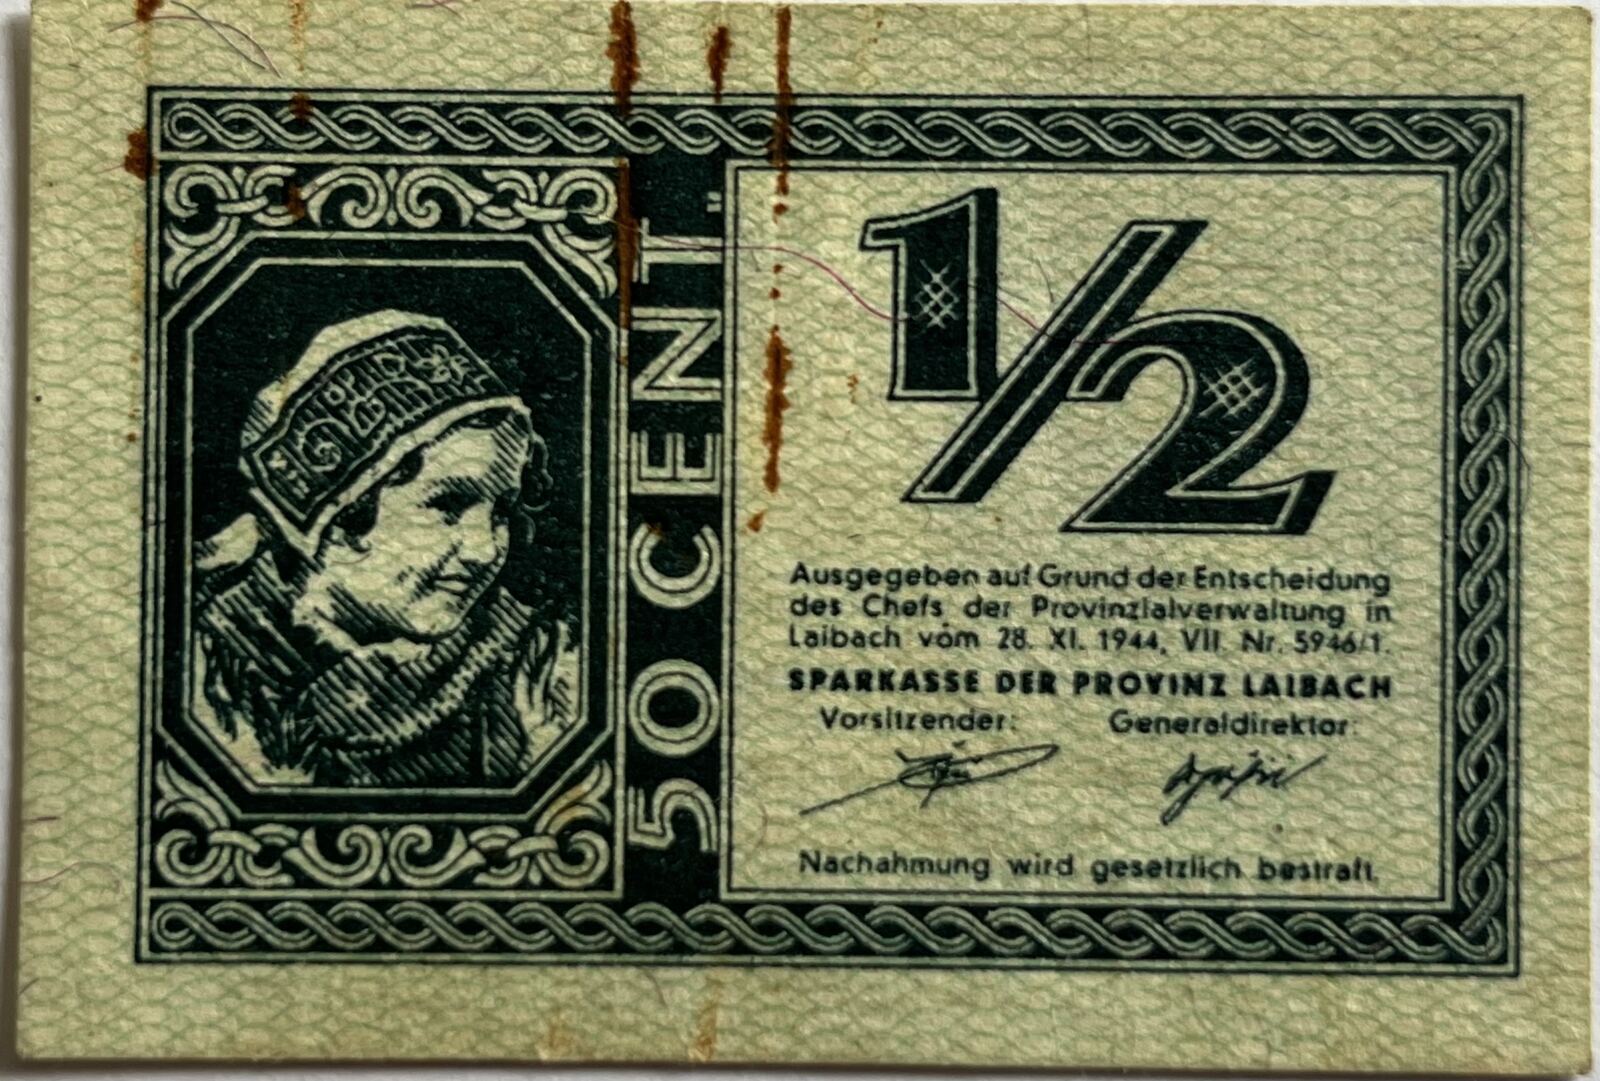 50 CENT.
1/2
Ausgegeben auf Grund der Entscheidung
des Chefs der Provinzialverwaltung in
Laibach vom 28. XI. 1944, VII. Nr. 5946/1.
SPARKASSE DER PROVINZ LAIBACH
Vorsitzender: Generaldirektor:
Nachahmung wird gesetzlich bestraft.